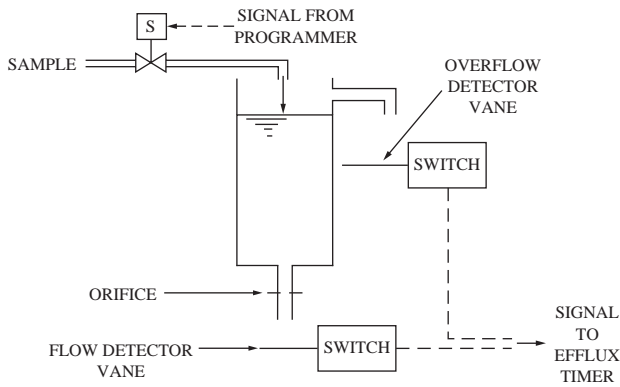 S
SIGNAL FROM
PROGRAMMER
SAMPLE
OVERFLOW
DETECTOR
VANE
SWITCH
ORIFICE
FLOW DETECTOR
VANE
SWITCH
SIGNAL
TO
EFFLUX
TIMER